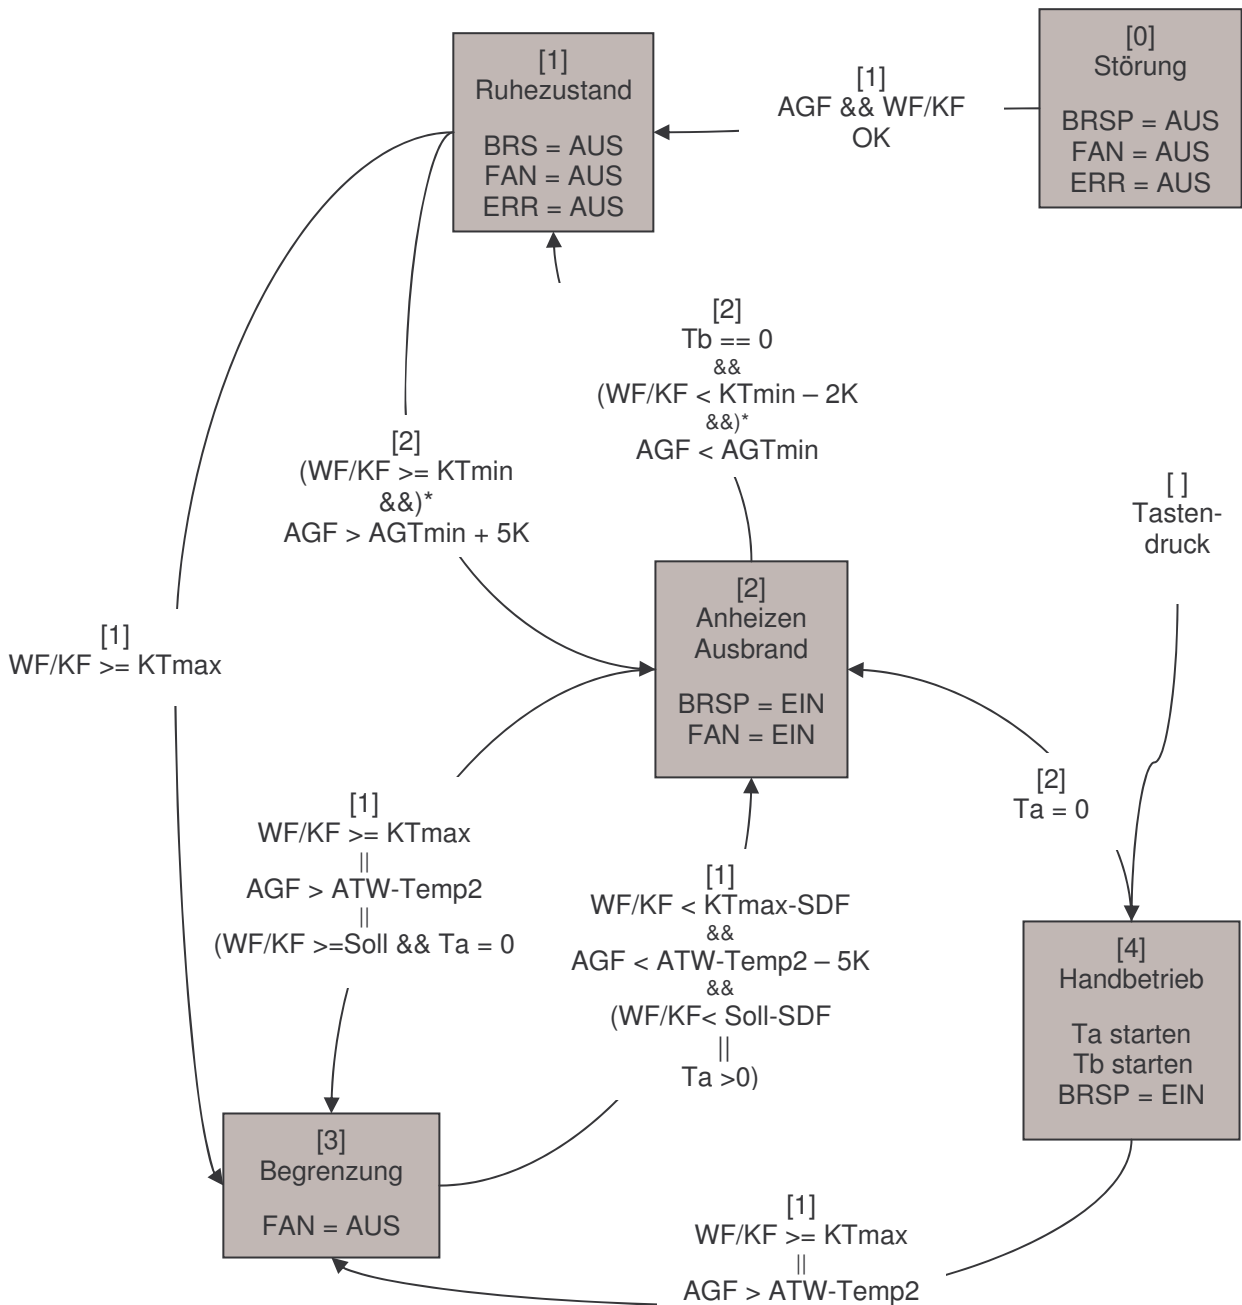 [1]
Ruhezustand
BRS = AUS
FAN = AUS
ERR = AUS
[1]
AGF && WF/KF
OK
[0]
Störung
BRSP = AUS
FAN = AUS
ERR = AUS
[2]
Tb == 0
&&
(WF/KF < KTmin – 2K
&&)*
AGF < AGTmin
[2]
(WF/KF >= KTmin
&&)*
AGF > AGTmin + 5K
[ ]
Tasten-
druck
[1]
WF/KF >= KTmax
[2]
Anheizen
Ausbrand
BRSP = EIN
FAN = EIN
[2]
Ta = 0
[1]
WF/KF >= KTmax
||
AGF > ATW-Temp2
||
(WF/KF >=Soll && Ta = 0
[1]
WF/KF < KTmax-SDF
&&
AGF < ATW-Temp2 – 5K
&&
(WF/KF< Soll-SDF
||
Ta >0)
[4]
Handbetrieb
Ta starten
Tb starten
BRSP = EIN
[3]
Begrenzung
FAN = AUS
[1]
WF/KF >= KTmax
||
AGF > ATW-Temp2